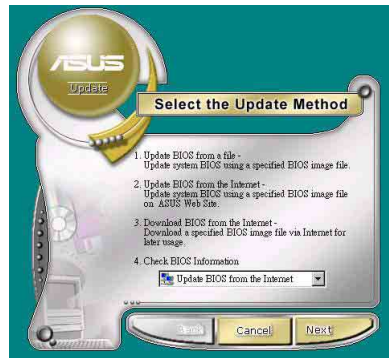 ASUS
Update
Select the Update Method
1. Update BIOS from a file -
Update system BIOS using a specified BIOS image file.
2. Update BIOS from the Internet -
Update system BIOS using a specified BIOS image file
on ASUS Web Site.
3. Download BIOS from the Internet -
Download a specified BIOS image file via Internet for
later usage.
4. Check BIOS Information
Update BIOS from the Internet
Back Cancel Next